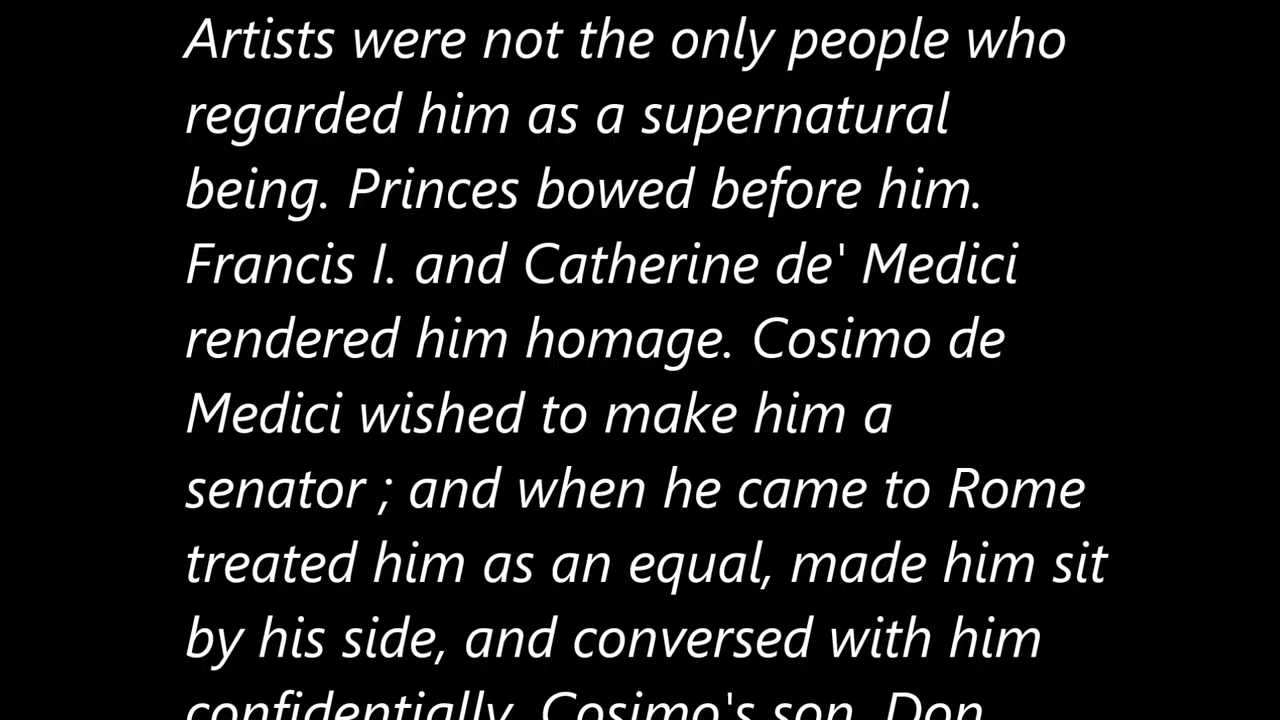 Artists were not the only people who
regarded him as a supernatural
being. Princes bowed before him.
Francis I. and Catherine de' Medici
rendered him homage. Cosimo de
Medici wished to make him a
senator ; and when he came to Rome
treated him as an equal, made him sit
by his side, and conversed with him
confidentially. Cosimo's son, Don